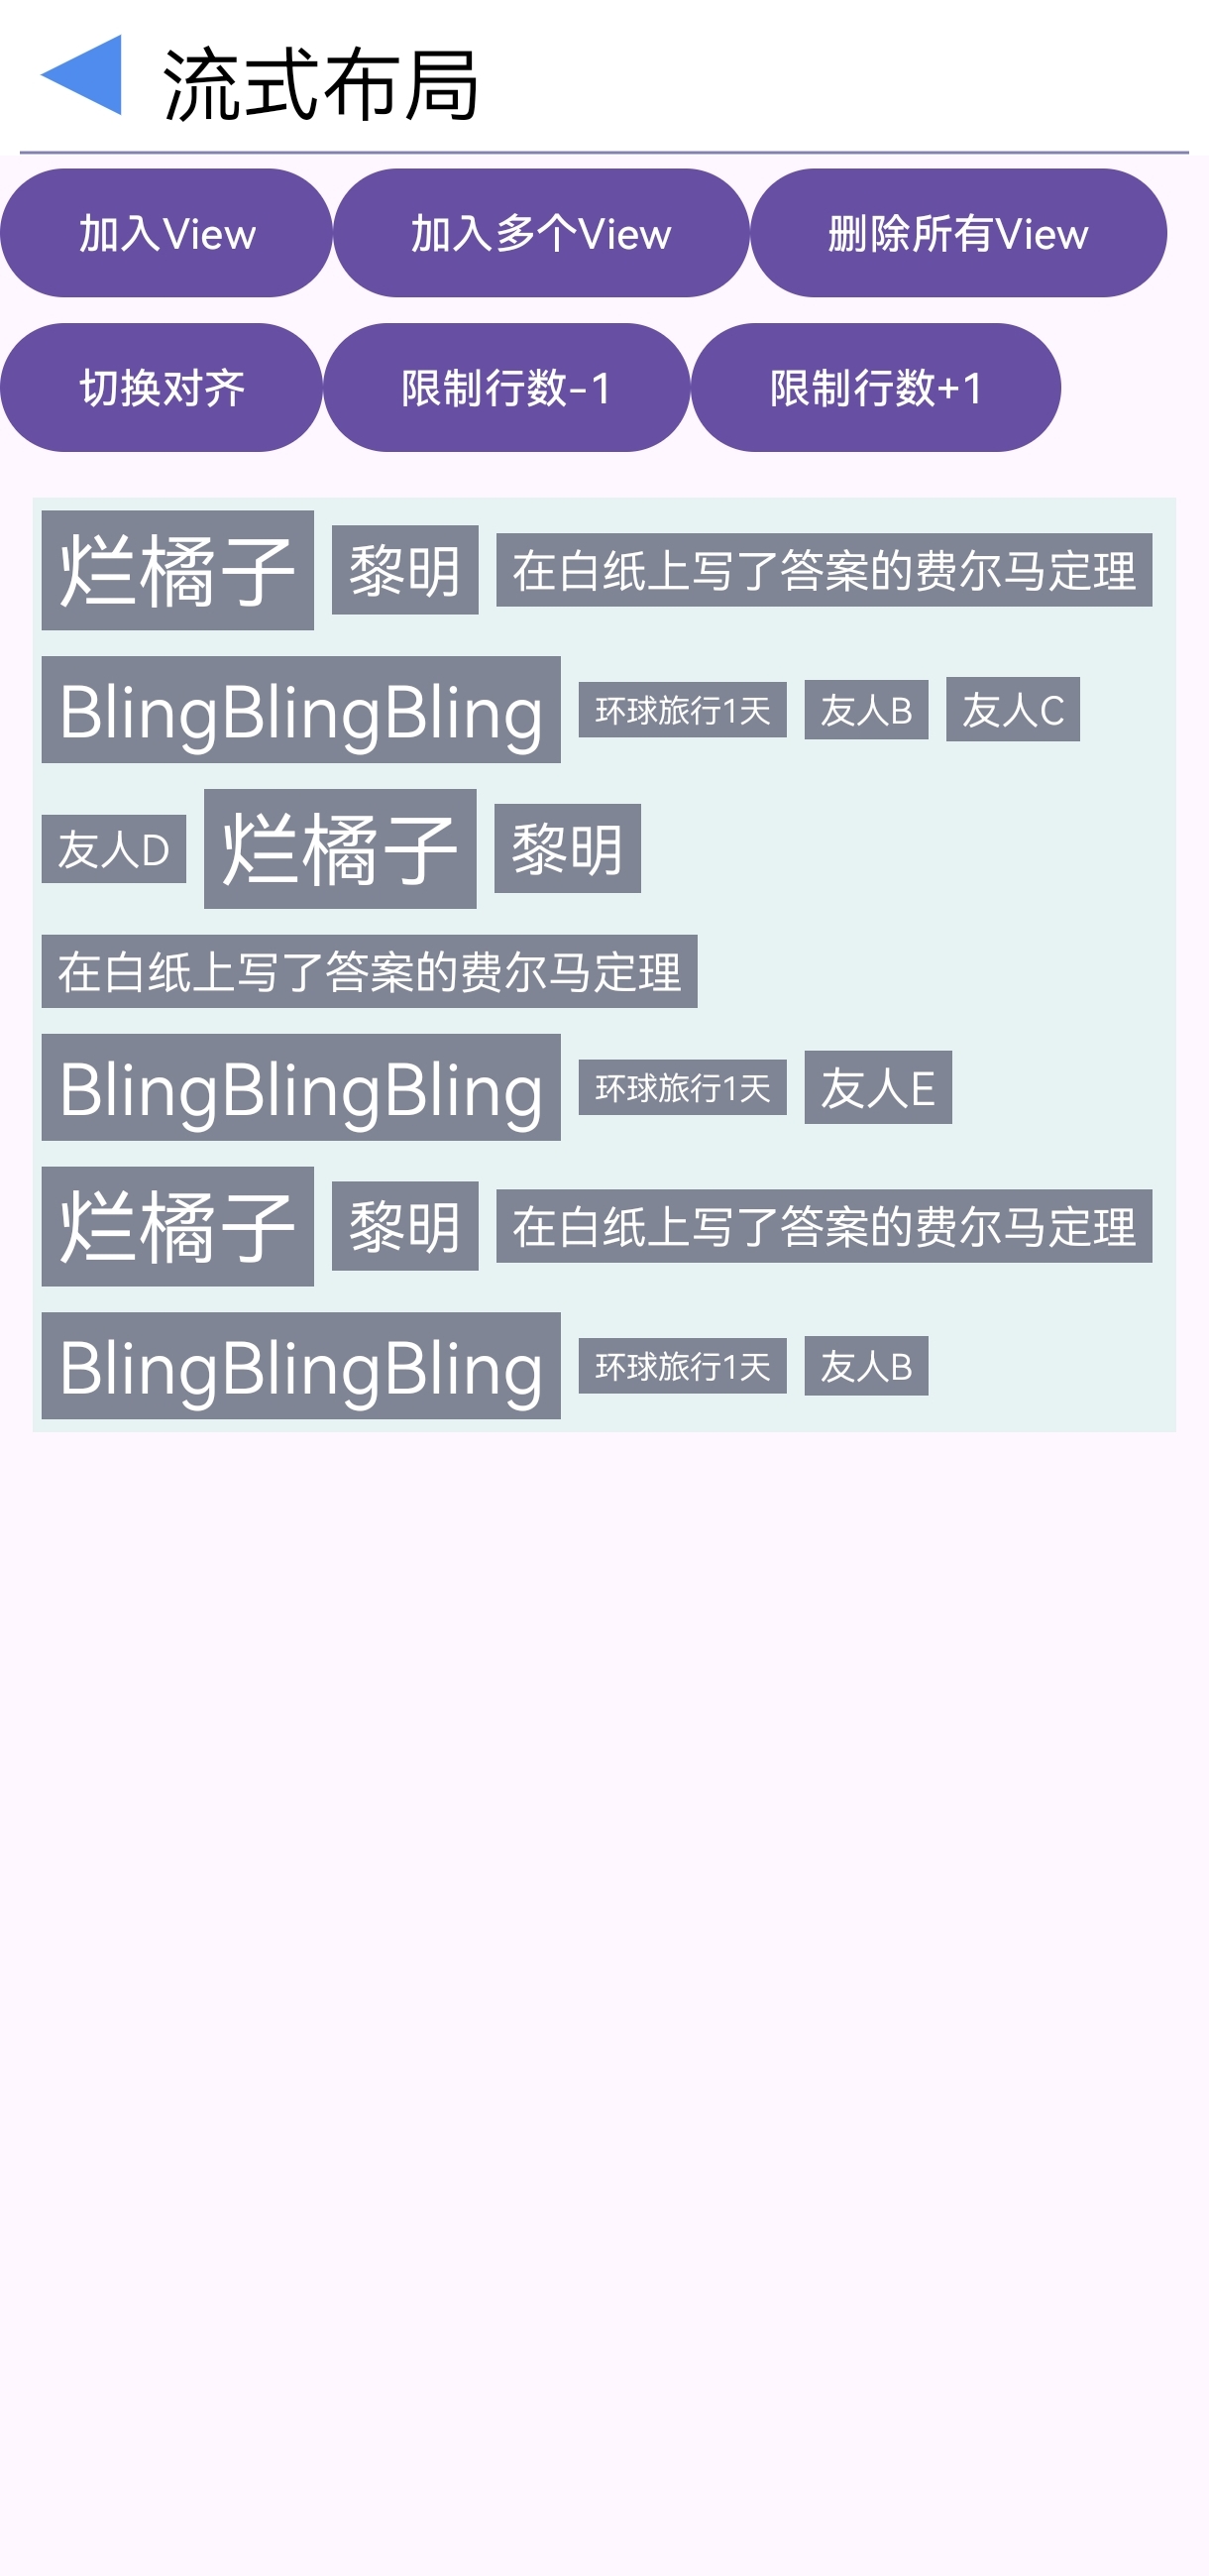 流式布局
加入View 加入多个View 删除所有View
切换对齐 限制行数-1 限制行数+1
烂橘子 黎明 在白纸上写了答案的费尔马定理
BlingBlingBling 环球旅行1天 友人B 友人C
友人D 烂橘子 黎明
在白纸上写了答案的费尔马定理
BlingBlingBling 环球旅行1天 友人E
烂橘子 黎明 在白纸上写了答案的费尔马定理
BlingBlingBling 环球旅行1天 友人B